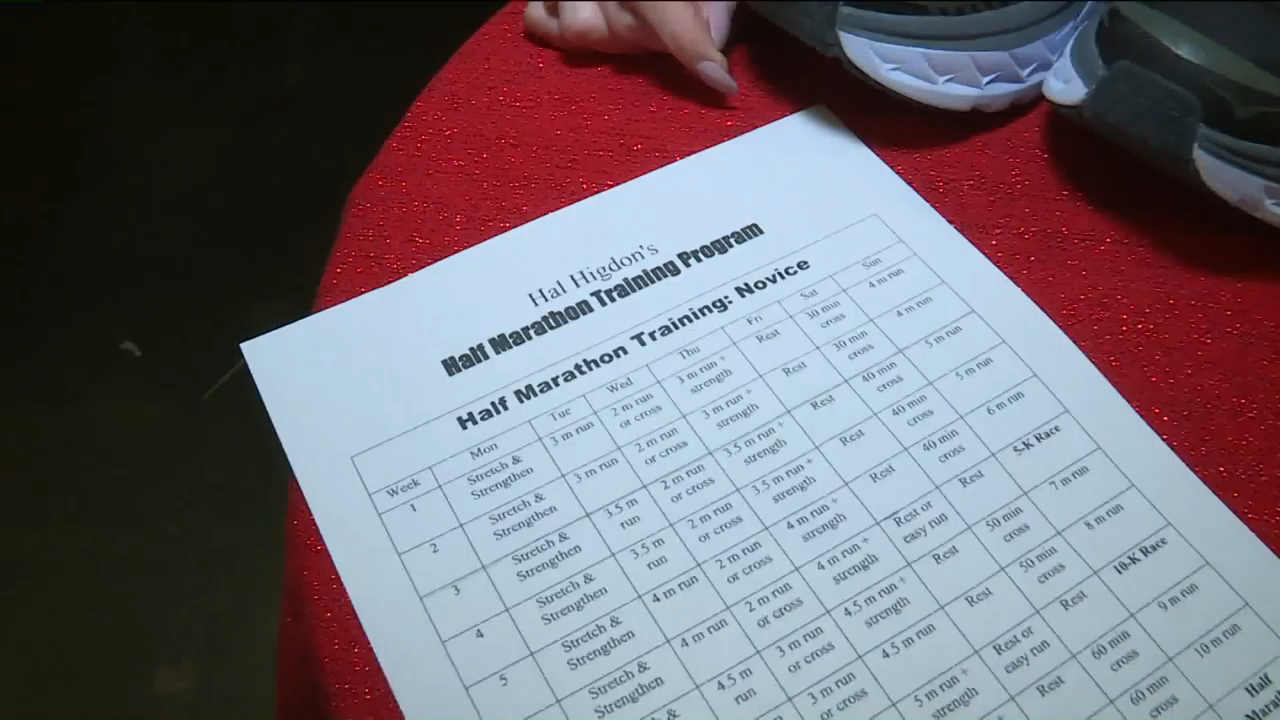 Hal Higdon's
Half Marathon Training Program
Half Marathon Training: Novice
Week Mon Tue Wed Thu Fri Sat Sun
1 Stretch & Strengthen 3 m run 2 m run or cross 3 m run + strength Rest 30 min cross 4 m run
2 Stretch & Strengthen 3 m run 2 m run or cross 3 m run + strength Rest 30 min cross 4 m run
3 Stretch & Strengthen 3.5 m run 2 m run or cross 3.5 m run + strength Rest 40 min cross 5 m run
4 Stretch & Strengthen 3.5 m run 2 m run or cross 3.5 m run + strength Rest 40 min cross 5 m run
5 Stretch & Strengthen 4 m run 2 m run or cross 4 m run + strength Rest 40 min cross 6 m run
Stretch & Strengthen 4 m run 2 m run or cross 4 m run + strength Rest or easy run Rest 5-K Race
Stretch & 4.5 m run 3 m run or cross 4.5 m run + strength Rest 50 min cross 7 m run
3 m run or cross 4.5 m run Rest 50 min cross 8 m run
5 m run + strength Rest or easy run Rest 10-K Race
Rest 60 min cross 9 m run
60 min cross 10 m run
Half